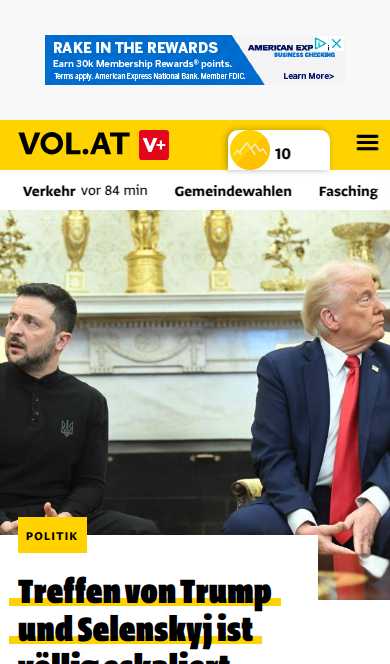 RAKE IN THE REWARDS
Earn 30k Membership Rewards® points.
Terms apply. American Express National Bank. Member FDIC.
AMERICAN
BUSINESS CHECKING
Learn More>
VOL.AT V+
10
Verkehr vor 84 min Gemeindewahlen Fasching
POLITIK
Treffen von Trump
und Selenskyj ist
völlig eskaliert